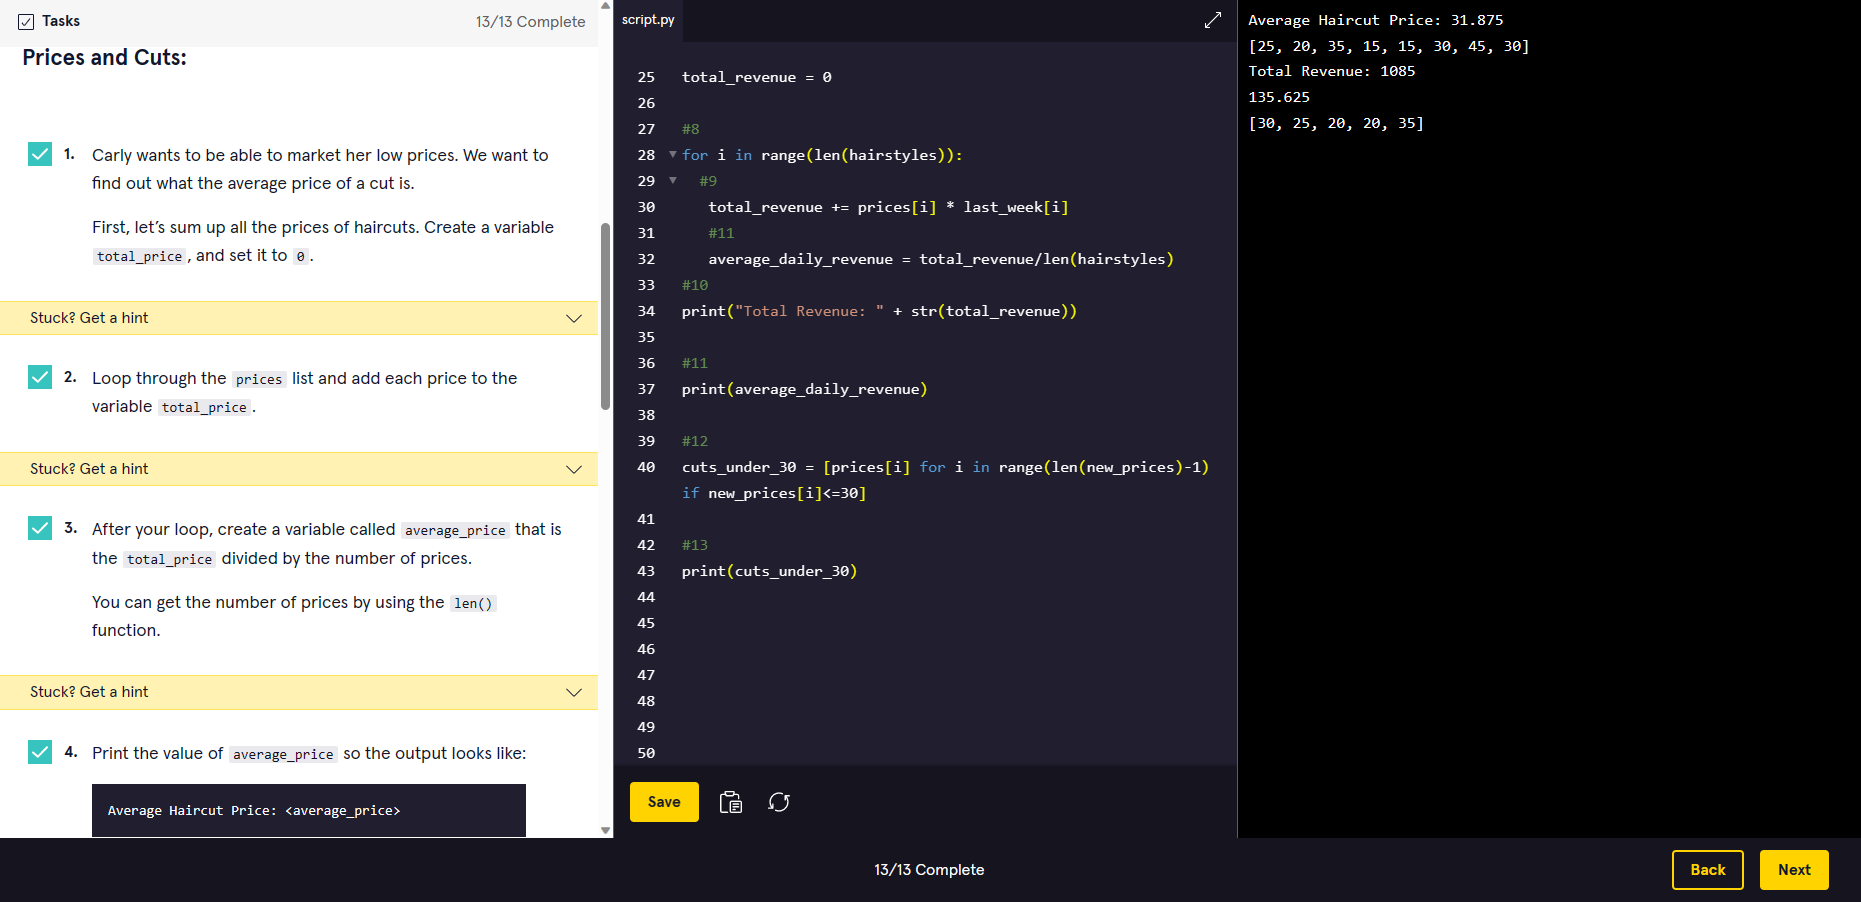 Tasks
13/13 Complete
Prices and Cuts:
1. Carly wants to be able to market her low prices. We want to
find out what the average price of a cut is.
First, let’s sum up all the prices of haircuts. Create a variable
total_price , and set it to 0 .
Stuck? Get a hint
2. Loop through the prices list and add each price to the
variable total_price .
Stuck? Get a hint
3. After your loop, create a variable called average_price that is
the total_price divided by the number of prices.
You can get the number of prices by using the len()
function.
Stuck? Get a hint
4. Print the value of average_price so the output looks like:
Average Haircut Price: <average_price>
script.py
25 total_revenue = 0
26
27 #8
28 for i in range(len(hairstyles)):
29 #9
30 total_revenue += prices[i] * last_week[i]
31 #11
32 average_daily_revenue = total_revenue/len(hairstyles)
33 #10
34 print("Total Revenue: " + str(total_revenue))
35
36 #11
37 print(average_daily_revenue)
38
39 #12
40 cuts_under_30 = [prices[i] for i in range(len(new_prices)-1)
if new_prices[i]<=30]
41
42 #13
43 print(cuts_under_30)
44
45
46
47
48
49
50
Save
Average Haircut Price: 31.875
[25, 20, 35, 15, 15, 30, 45, 30]
Total Revenue: 1085
135.625
[30, 25, 20, 20, 35]
13/13 Complete
Back
Next